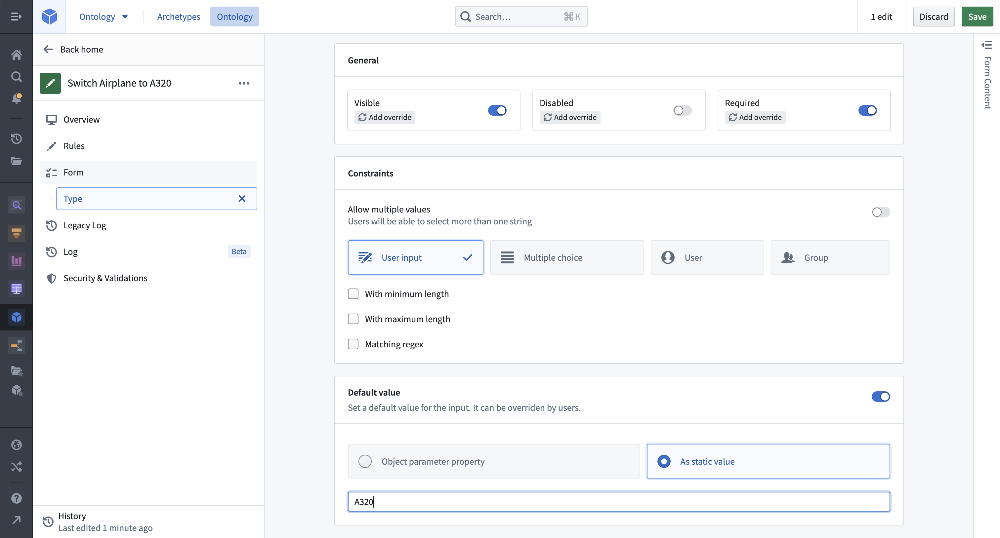 Ontology
Archetypes
Ontology
Search…
⌘K
1 edit
Discard
Save
Back home
Switch Airplane to A320
Overview
Rules
Form
Type
Legacy Log
Log
Beta
Security & Validations
History
Last edited 1 minute ago
General
Visible
Add override
Disabled
Add override
Required
Add override
Constraints
Allow multiple values
Users will be able to select more than one string
User input
Multiple choice
User
Group
With minimum length
With maximum length
Matching regex
Default value
Set a default value for the input. It can be overriden by users.
Object parameter property
As static value
A320
Form Content